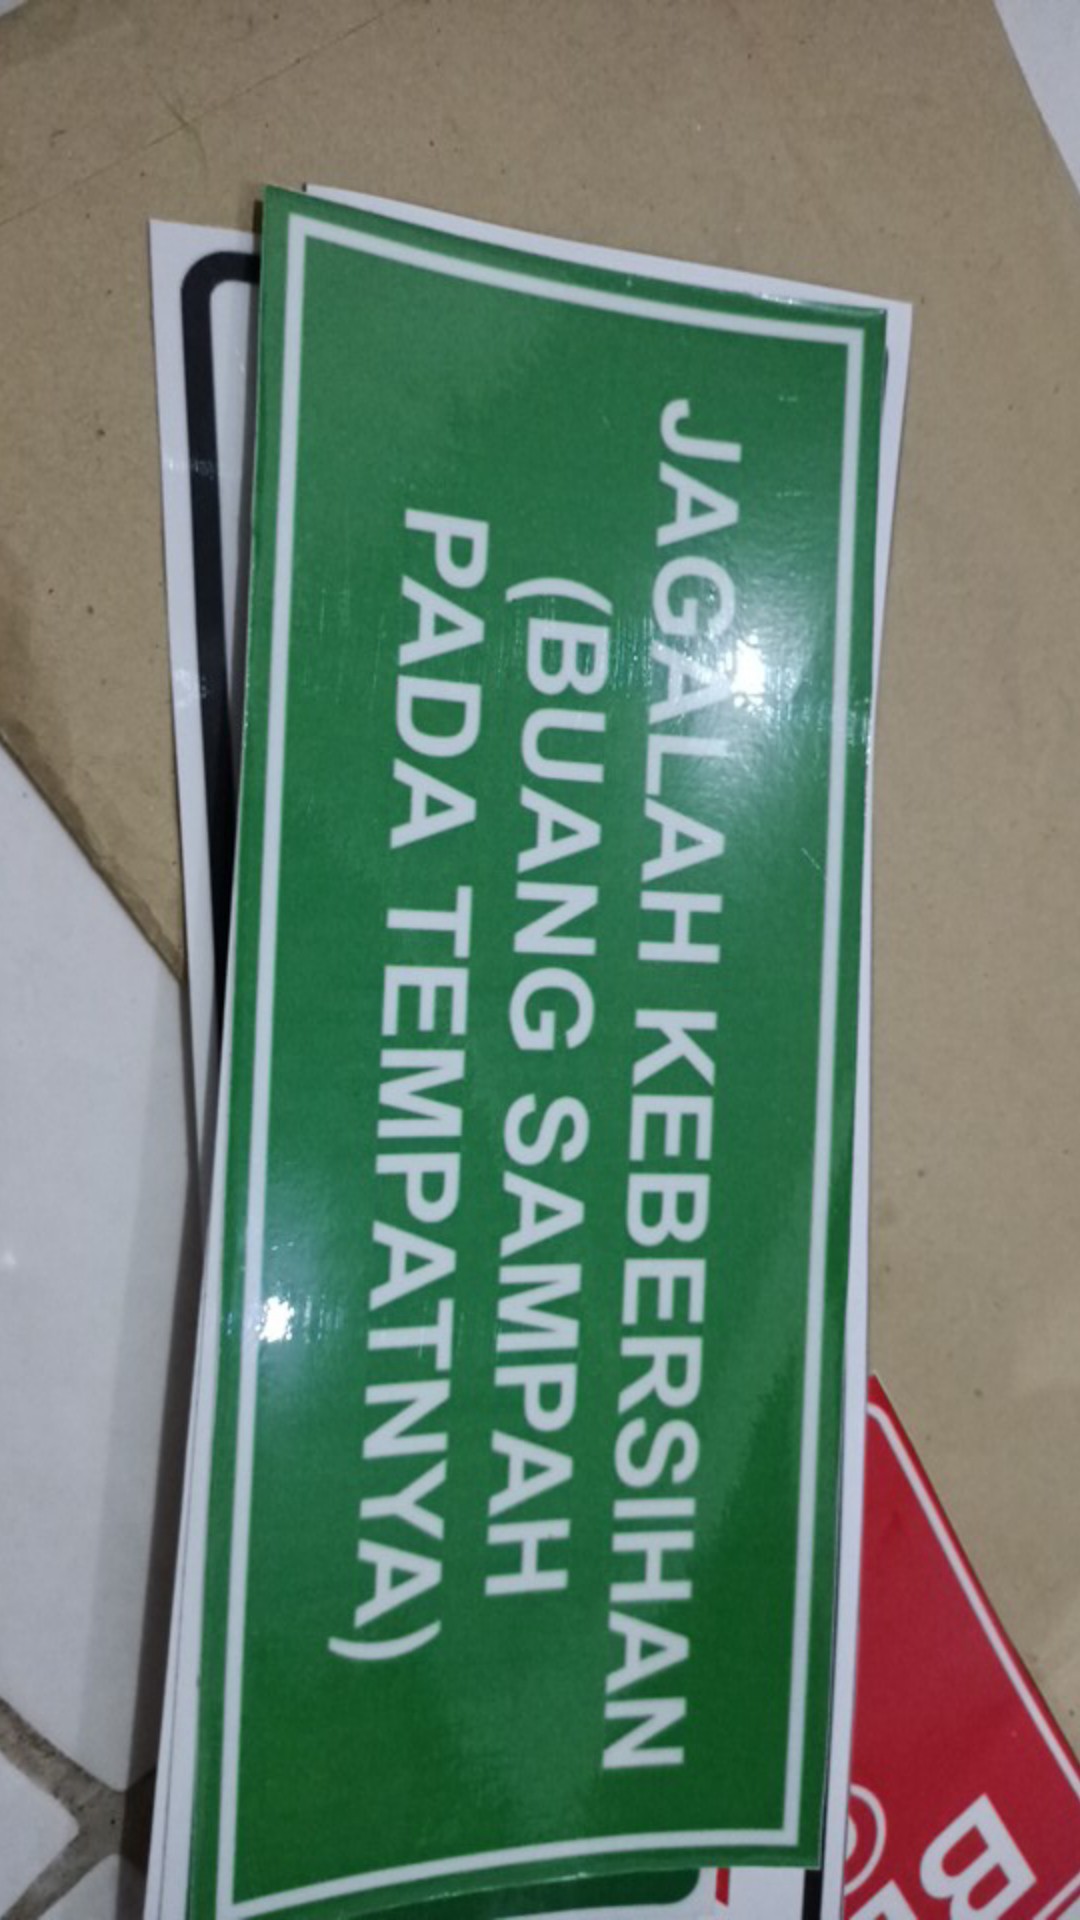 JAGALAH KEBERSIHAN
(BUANG SAMPAH
PADA TEMPATNYA)